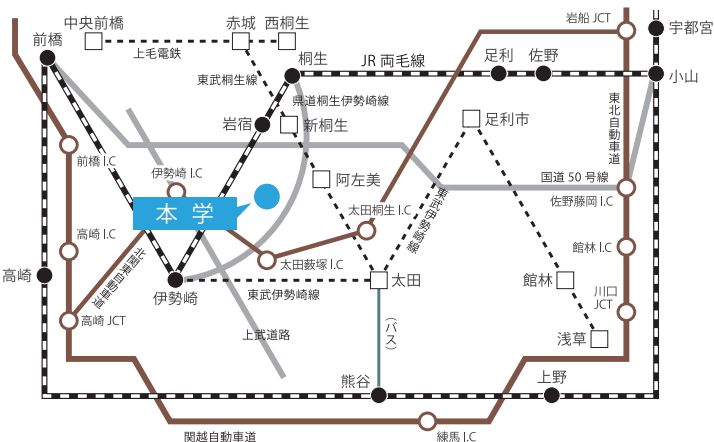 中央前橋
赤城
西桐生
岩船 JCT
宇都宮
前橋
上毛電鉄
桐生
JR 両毛線
足利
佐野
小山
東武桐生線
県道桐生伊勢崎線
東北自動車道
岩宿
新桐生
足利市
前橋 I.C
伊勢崎 I.C
阿左美
国道 50 号線
佐野藤岡 I.C
本 学
太田桐生 I.C
東武伊勢崎線
高崎 I.C
館林 I.C
北関東自動車道
太田薮塚 I.C
高崎
伊勢崎
東武伊勢崎線
太田
館林
川口
JCT
高崎 JCT
上武道路
(バス)
浅草
熊谷
上野
関越自動車道
練馬 I.C